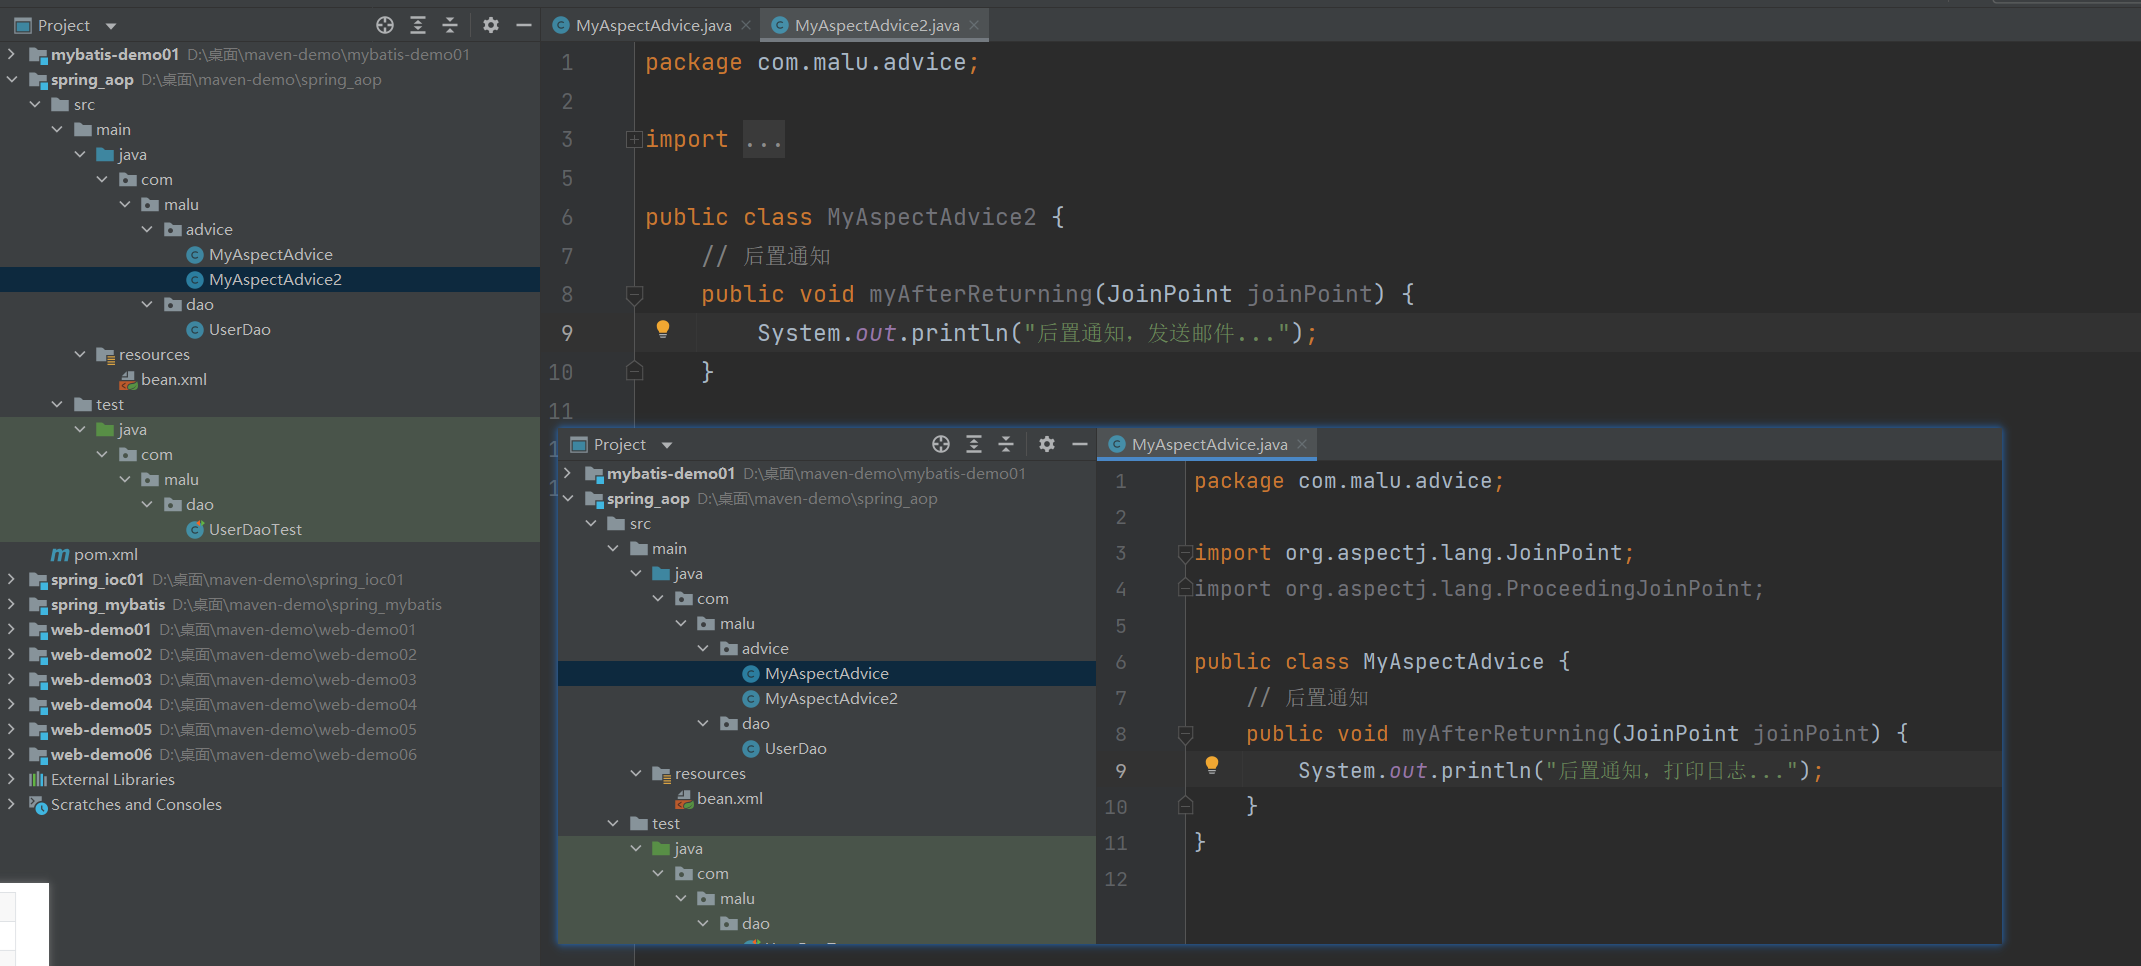 Project
mybatis-demo01 D:\桌面\maven-demo\mybatis-demo01
spring_aop D:\桌面\maven-demo\spring_aop
src
main
java
com
malu
advice
MyAspectAdvice
MyAspectAdvice2
dao
UserDao
resources
bean.xml
test
java
com
malu
dao
UserDaoTest
pom.xml
spring_ioc01 D:\桌面\maven-demo\spring_ioc01
spring_mybatis D:\桌面\maven-demo\spring_mybatis
web-demo01 D:\桌面\maven-demo\web-demo01
web-demo02 D:\桌面\maven-demo\web-demo02
web-demo03 D:\桌面\maven-demo\web-demo03
web-demo04 D:\桌面\maven-demo\web-demo04
web-demo05 D:\桌面\maven-demo\web-demo05
web-demo06 D:\桌面\maven-demo\web-demo06
External Libraries
Scratches and Consoles
MyAspectAdvice.java MyAspectAdvice2.java
1 package com.malu.advice;
2
3 import ...
5
6 public class MyAspectAdvice2 {
7 // 后置通知
8 public void myAfterReturning(JoinPoint joinPoint) {
9 System.out.println("后置通知，发送邮件...");
10 }
11
Project
mybatis-demo01 D:\桌面\maven-demo\mybatis-demo01
spring_aop D:\桌面\maven-demo\spring_aop
src
main
java
com
malu
advice
MyAspectAdvice
MyAspectAdvice2
dao
UserDao
resources
bean.xml
test
java
com
malu
dao
MyAspectAdvice.java
1 package com.malu.advice;
2
3 import org.aspectj.lang.JoinPoint;
4 import org.aspectj.lang.ProceedingJoinPoint;
5
6 public class MyAspectAdvice {
7 // 后置通知
8 public void myAfterReturning(JoinPoint joinPoint) {
9 System.out.println("后置通知，打印日志...");
10 }
11 }
12